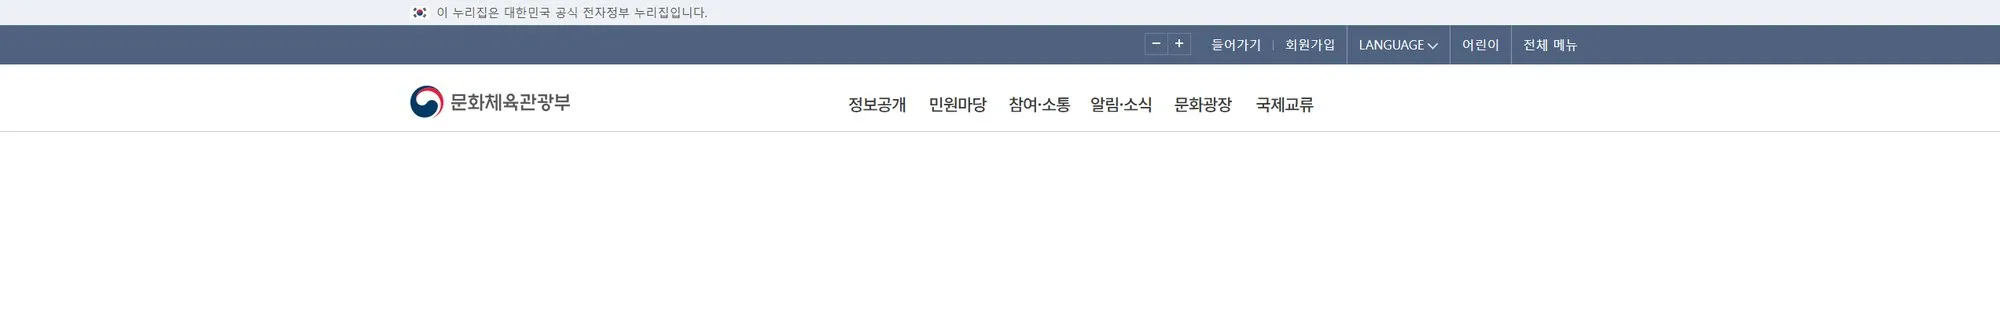 이 누리집은 대한민국 공식 전자정부 누리집입니다.
− + 들어가기 회원가입 LANGUAGE 어린이 전체 메뉴
문화체육관광부 정보공개 민원마당 참여·소통 알림·소식 문화광장 국제교류